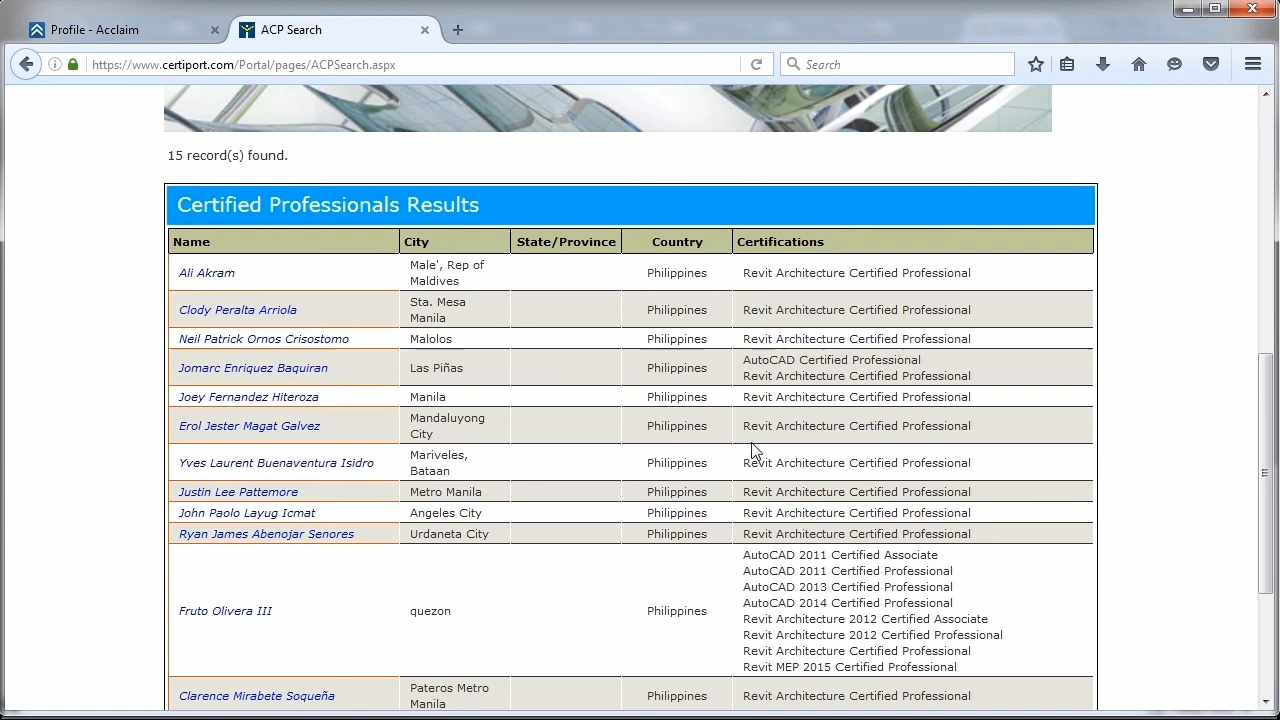 Profile - Acclaim
ACP Search
https://www.certiport.com/Portal/pages/ACPSearch.aspx
Search
15 record(s) found.
Certified Professionals Results
Name City State/Province Country Certifications
Ali Akram Male', Rep of Maldives Philippines Revit Architecture Certified Professional
Clody Peralta Arriola Sta. Mesa Manila Philippines Revit Architecture Certified Professional
Neil Patrick Ornos Crisostomo Malolos Philippines Revit Architecture Certified Professional
Jomarc Enriquez Baquiran Las Piñas Philippines AutoCAD Certified Professional
Revit Architecture Certified Professional
Joey Fernandez Hiteroza Manila Philippines Revit Architecture Certified Professional
Erol Jester Magat Galvez Mandaluyong City Philippines Revit Architecture Certified Professional
Yves Laurent Buenaventura Isidro Mariveles, Bataan Philippines Revit Architecture Certified Professional
Justin Lee Pattemore Metro Manila Philippines Revit Architecture Certified Professional
John Paolo Layug Icmat Angeles City Philippines Revit Architecture Certified Professional
Ryan James Abenojar Senores Urdaneta City Philippines Revit Architecture Certified Professional
Fruto Olivera III quezon Philippines AutoCAD 2011 Certified Associate
AutoCAD 2011 Certified Professional
AutoCAD 2013 Certified Professional
AutoCAD 2014 Certified Professional
Revit Architecture 2012 Certified Associate
Revit Architecture 2012 Certified Professional
Revit Architecture Certified Professional
Revit MEP 2015 Certified Professional
Clarence Mirabete Soqueña Pateros Metro Manila Philippines Revit Architecture Certified Professional